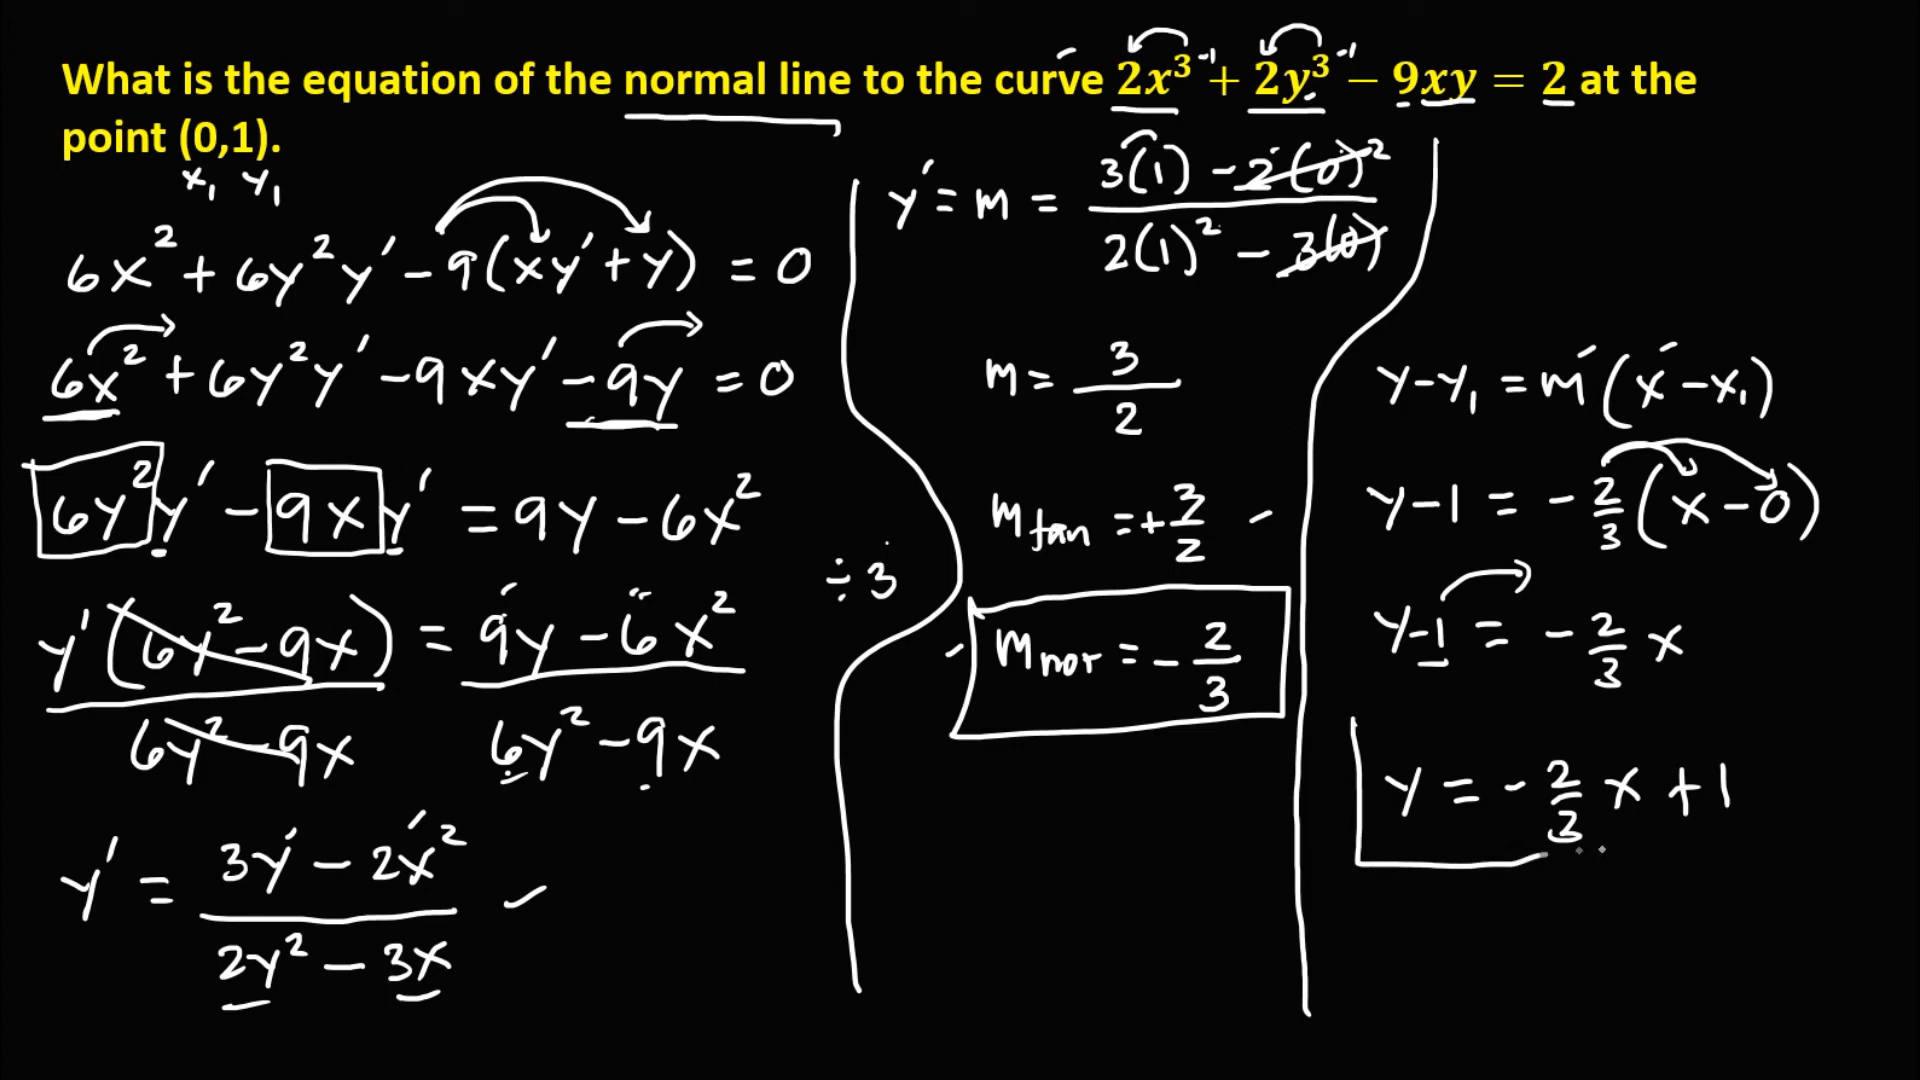 What is the equation of the normal line to the curve 2x³ + 2y³ − 9xy = 2 at the
point (0,1).
-1 -1
x₁ y₁
6x² + 6y²y' − 9(xy' + y) = 0
6x² + 6y²y' − 9xy' − 9y = 0
6y²y' − 9xy' = 9y − 6x²
y'(6y² − 9x) = 9y − 6x² ÷ 3
6y² − 9x 6y² − 9x
y' = 3y − 2x²
2y² − 3x
y' = m = 3(1) − 2(0)²
2(1)² − 3(0)
m = 3
2
m tan = + 3/2
m nor = − 2
3
y − y₁ = m(x − x₁)
y − 1 = − 2/3 (x − 0)
y − 1 = − 2/3 x
y = − 2/3 x + 1